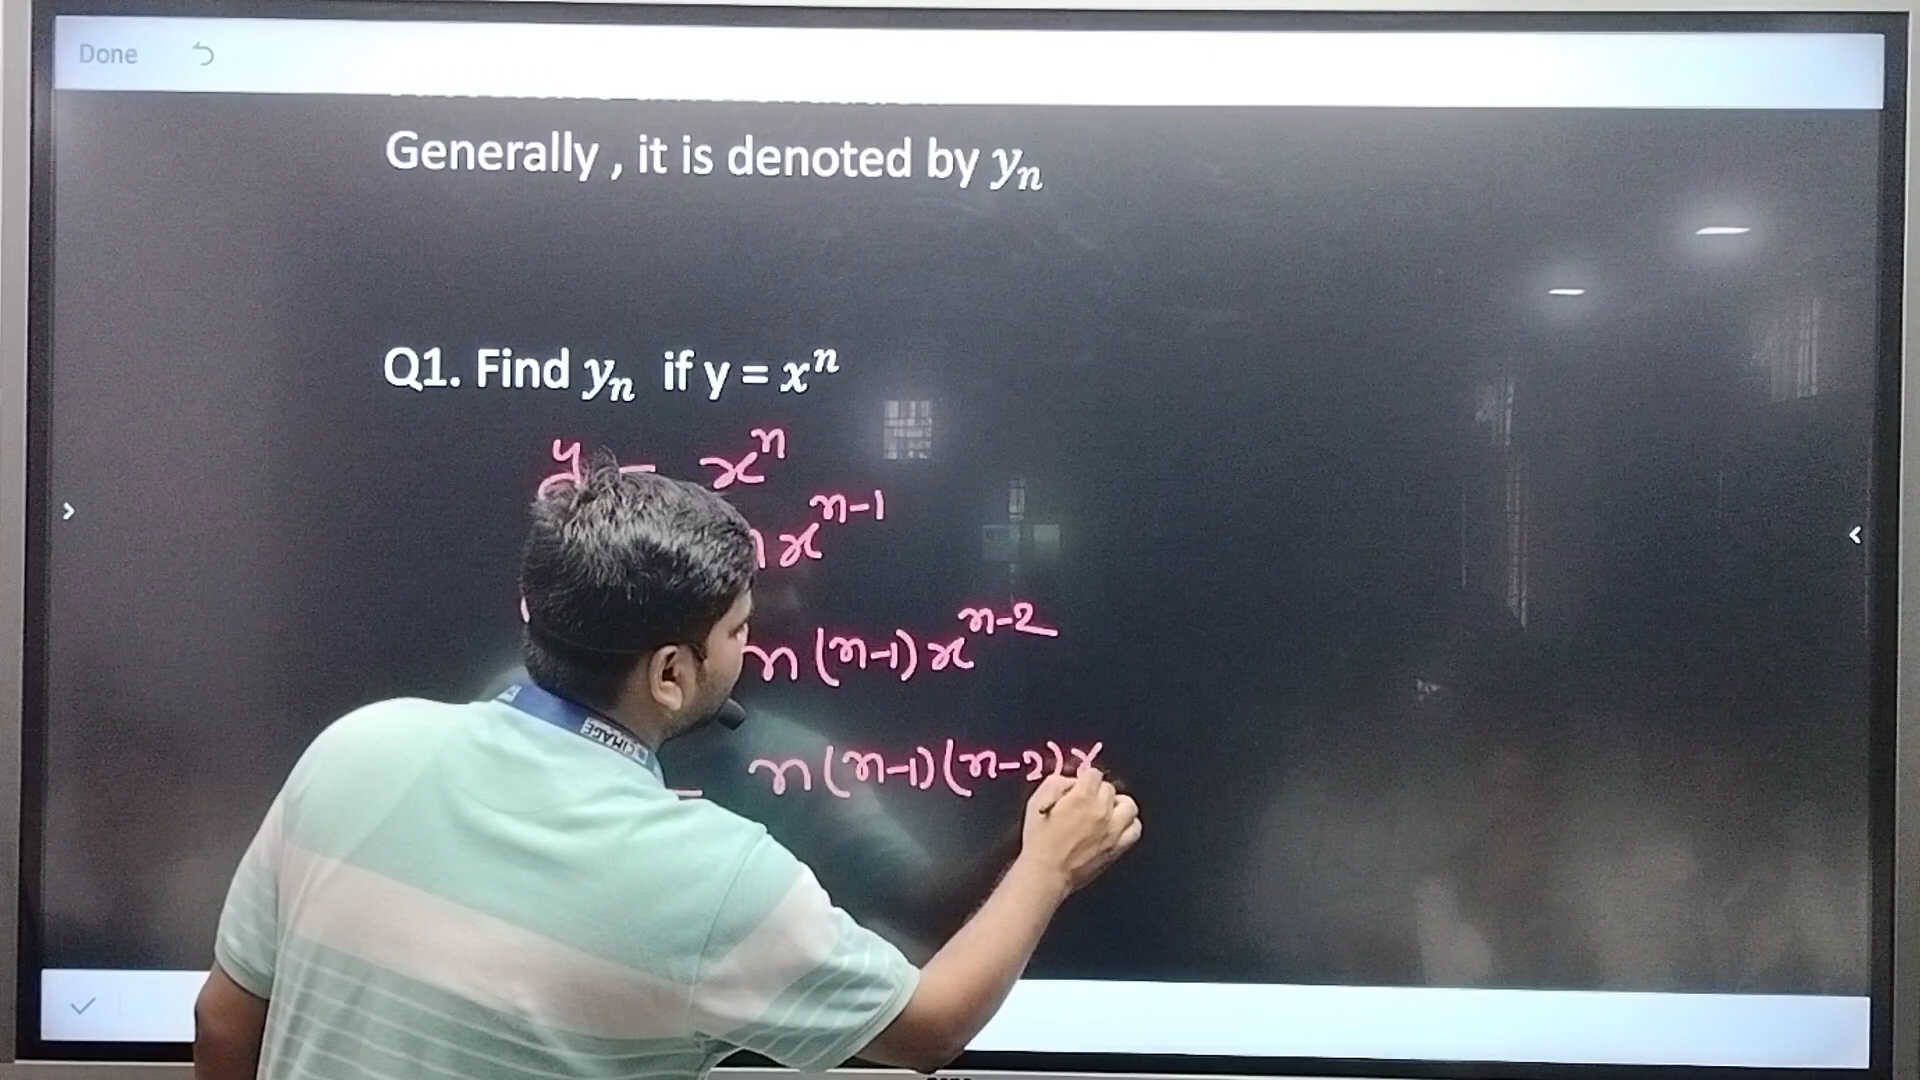 Done
Generally , it is denoted by yₙ
Q1. Find yₙ if y = xⁿ
y = xⁿ
n xⁿ⁻¹
n (n-1) xⁿ⁻²
= n (n-1) (n-2) x
CIMAGE